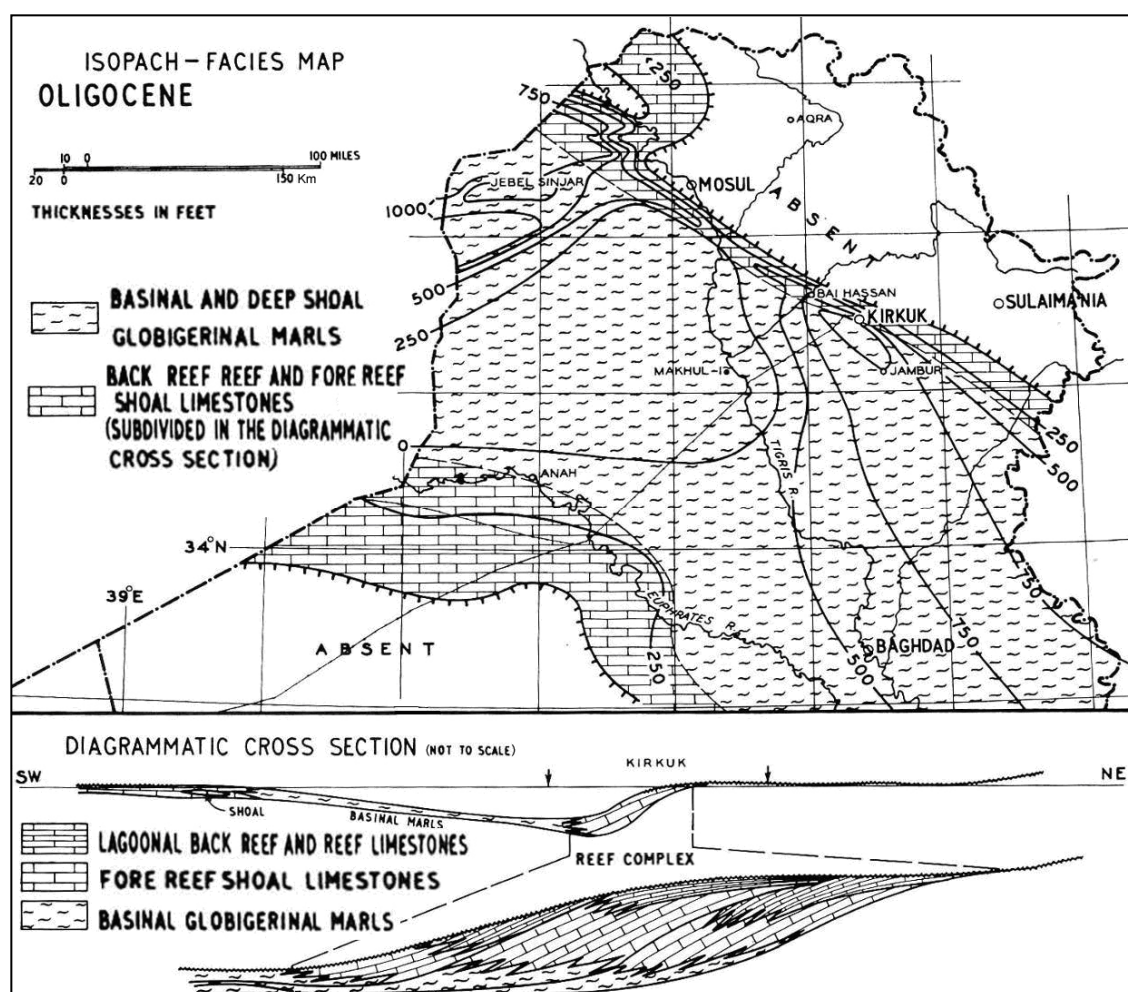 ISOPACH – FACIES MAP
OLIGOCENE
10 0 100 MILES
20 0 150 Km
THICKNESSES IN FEET
BASINAL AND DEEP SHOAL
GLOBIGERINAL MARLS
BACK REEF REEF AND FORE REEF
SHOAL LIMESTONES
(SUBDIVIDED IN THE DIAGRAMMATIC
CROSS SECTION)
<250
750
AQRA
JEBEL SINJAR
MOSUL
ABSENT
1000
500
250
BAI HASSAN
KIRKUK
SULAIMANIA
MAKHUL-1
JAMBUR
0
250
500
ANAH
TIGRIS R.
34°N
39°E
EUPHRATES R.
750
750
ABSENT
250
500
BAGHDAD
DIAGRAMMATIC CROSS SECTION (NOT TO SCALE)
KIRKUK
SW
NE
SHOAL
BASINAL MARLS
LAGOONAL BACK REEF AND REEF LIMESTONES
REEF COMPLEX
FORE REEF SHOAL LIMESTONES
BASINAL GLOBIGERINAL MARLS